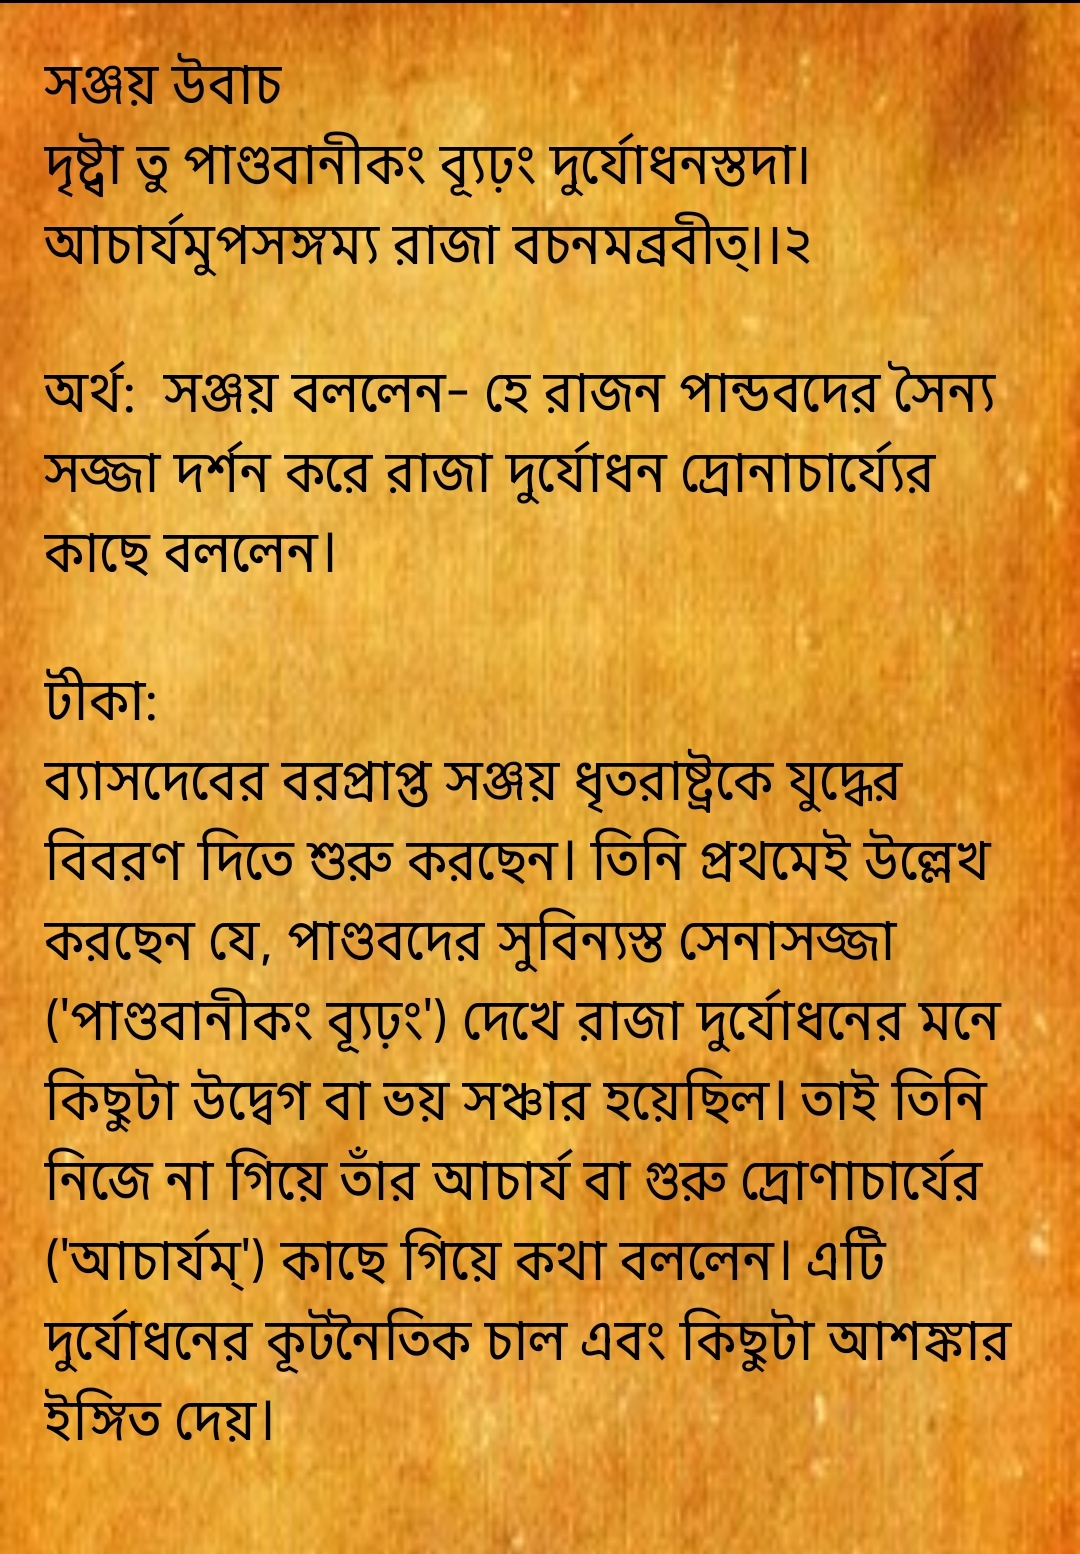 সঞ্জয় উবাচ
দৃষ্ট্বা তু পাণ্ডবানীকং ব্যূঢ়ং দুর্যোধনস্তদা।
আচার্যমুপসঙ্গম্য রাজা বচনমব্রবীত্।।২
অর্থ: সঞ্জয় বললেন– হে রাজন পান্ডবদের সৈন্য
সজ্জা দর্শন করে রাজা দুর্যোধন দ্রোনাচার্য্যের
কাছে বললেন।
টীকা:
ব্যাসদেবের বরপ্রাপ্ত সঞ্জয় ধৃতরাষ্ট্রকে যুদ্ধের
বিবরণ দিতে শুরু করছেন। তিনি প্রথমেই উল্লেখ
করছেন যে, পাণ্ডবদের সুবিন্যস্ত সেনাসজ্জা
('পাণ্ডবানীকং ব্যূঢ়ং') দেখে রাজা দুর্যোধনের মনে
কিছুটা উদ্বেগ বা ভয় সঞ্চার হয়েছিল। তাই তিনি
নিজে না গিয়ে তাঁর আচার্য বা গুরু দ্রোণাচার্যের
('আচার্যম্') কাছে গিয়ে কথা বললেন। এটি
দুর্যোধনের কূটনৈতিক চাল এবং কিছুটা আশঙ্কার
ইঙ্গিত দেয়।